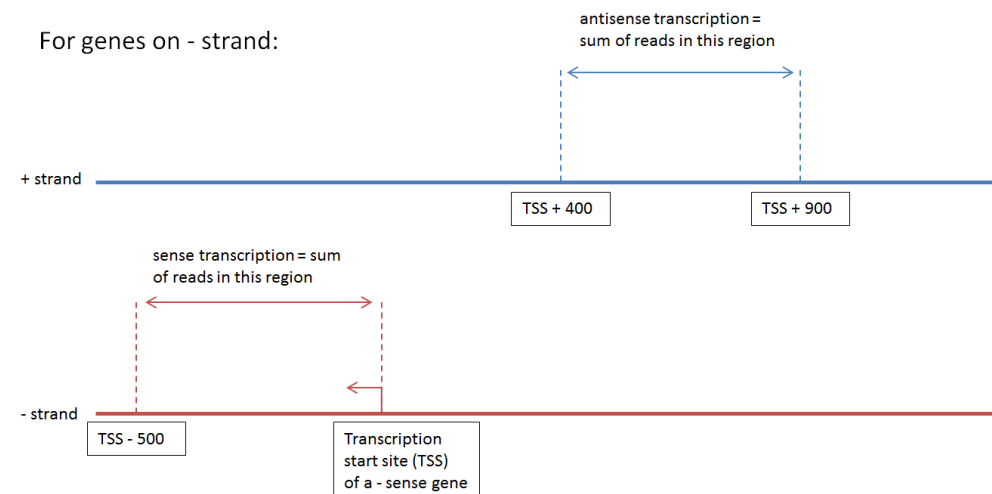 For genes on - strand:
antisense transcription =
sum of reads in this region
+ strand
TSS + 400
TSS + 900
sense transcription = sum
of reads in this region
- strand
TSS - 500
Transcription
start site (TSS)
of a - sense gene